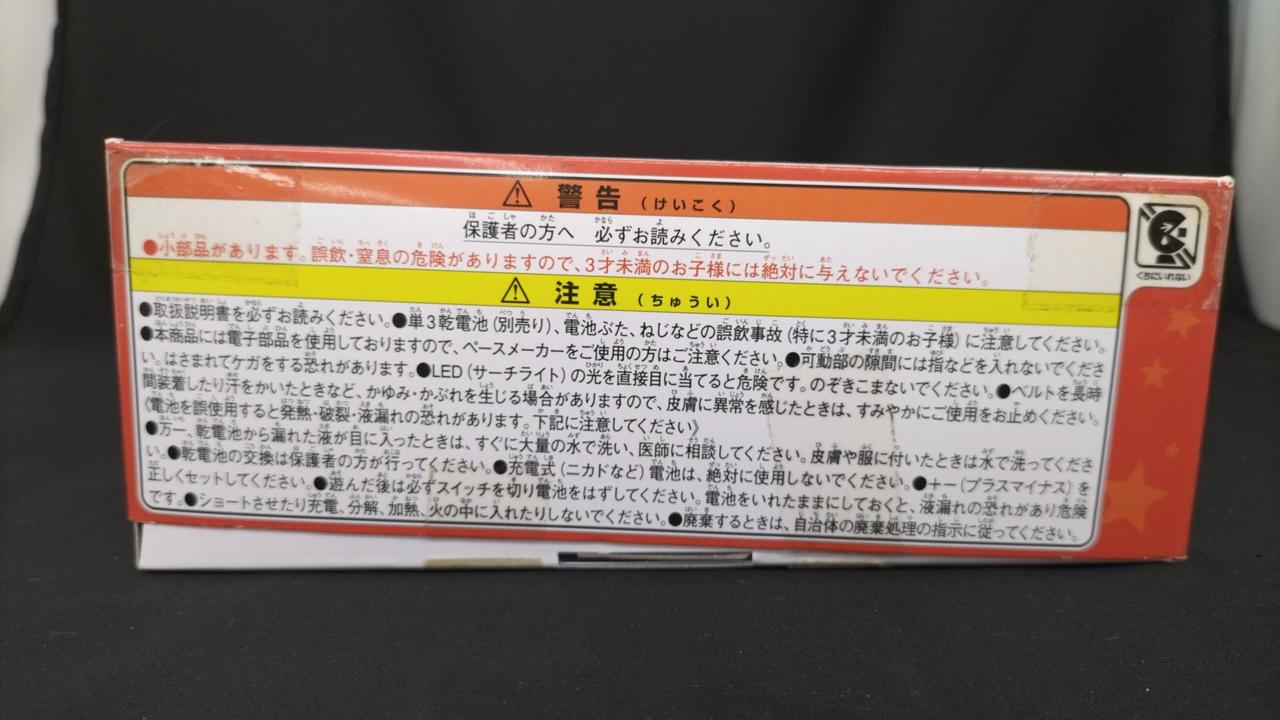 ⚠ 警告 (けいこく)
保護者の方へ 必ずお読みください。
●小部品があります。誤飲・窒息の危険がありますので、3才未満のお子様には絶対に与えないでください。
くちにいれない
⚠ 注意 (ちゅうい)
●取扱説明書を必ずお読みください。●単3乾電池(別売り)、電池ぶた、ねじなどの誤飲事故(特に3才未満のお子様)に注意してください。
●本商品には電子部品を使用しておりますので、ペースメーカーをご使用の方はご注意ください。●可動部の隙間には指などを入れないでくださ
い。はさまれてケガをする恐れがあります。●LED(サーチライト)の光を直接目に当てると危険です。のぞきこまないでください。●ベルトを長時
間装着したり汗をかいたときなど、かゆみ・かぶれを生じる場合がありますので、皮膚に異常を感じたときは、すみやかにご使用をお止めください。
《電池を誤使用すると発熱・破裂・液漏れの恐れがあります。下記に注意してください》
●万一、乾電池から漏れた液が目に入ったときは、すぐに大量の水で洗い、医師に相談してください。皮膚や服に付いたときは水で洗ってくださ
い。●乾電池の交換は保護者の方が行ってください。●充電式(ニカドなど)電池は、絶対に使用しないでください。●+-(プラスマイナス)を
正しくセットしてください。●遊んだ後は必ずスイッチを切り電池をはずしてください。電池をいれたままにしておくと、液漏れの恐れがあり危険
です。●ショートさせたり充電、分解、加熱、火の中に入れたりしないでください。●廃棄するときは、自治体の廃棄処理の指示に従ってください。